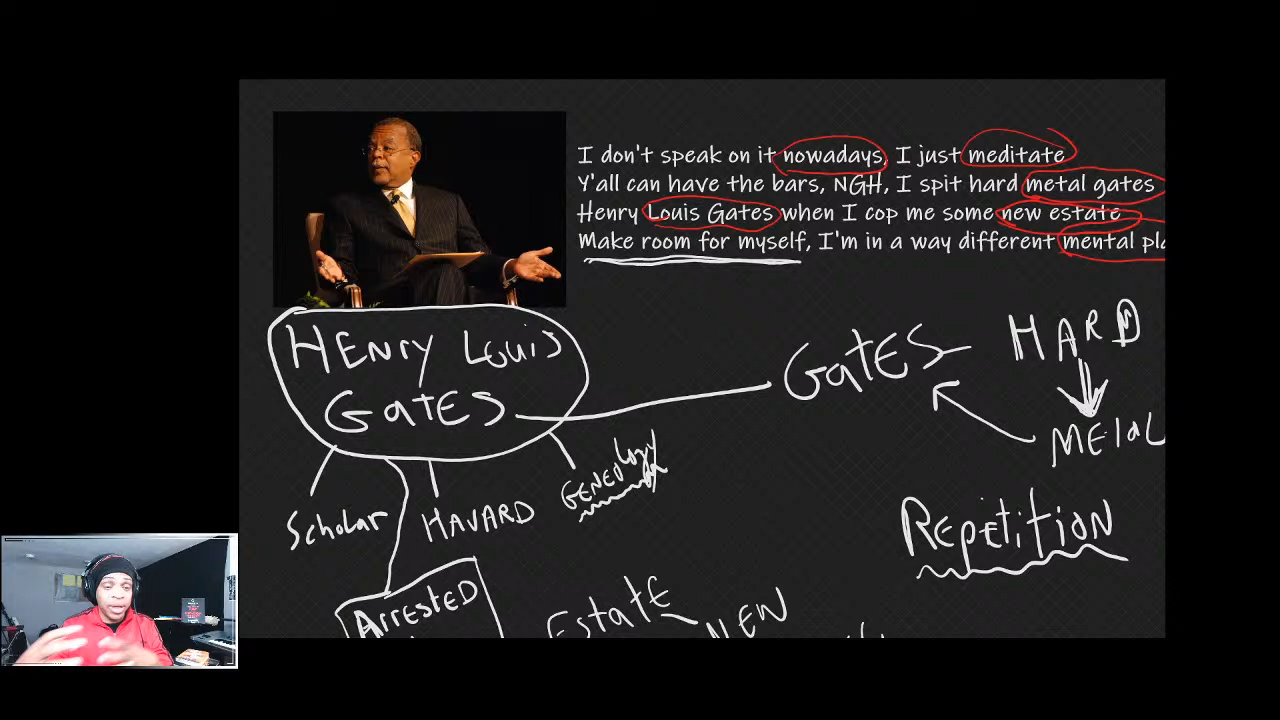 I don't speak on it nowadays, I just meditate
Y'all can have the bars, NGH, I spit hard metal gates
Henry Louis Gates when I cop me some new estate
Make room for myself, I'm in a way different mental pla
HENry LOUIS
GatES
GatES
HARD
MEtal
Scholar
HAVARD
GENEOLogy
REpEtitioN
ArrEstED
EstatE
NEW